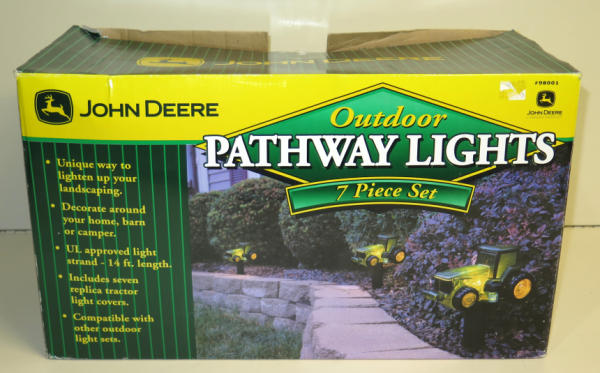 JOHN DEERE
Outdoor
PATHWAY LIGHTS
7 Piece Set
#98001
JOHN DEERE
• Unique way to
lighten up your
landscaping.
• Decorate around
your home, barn
or camper.
• UL approved light
strand - 14 ft. length.
• Includes seven
replica tractor
light covers.
• Compatible with
other outdoor
light sets.